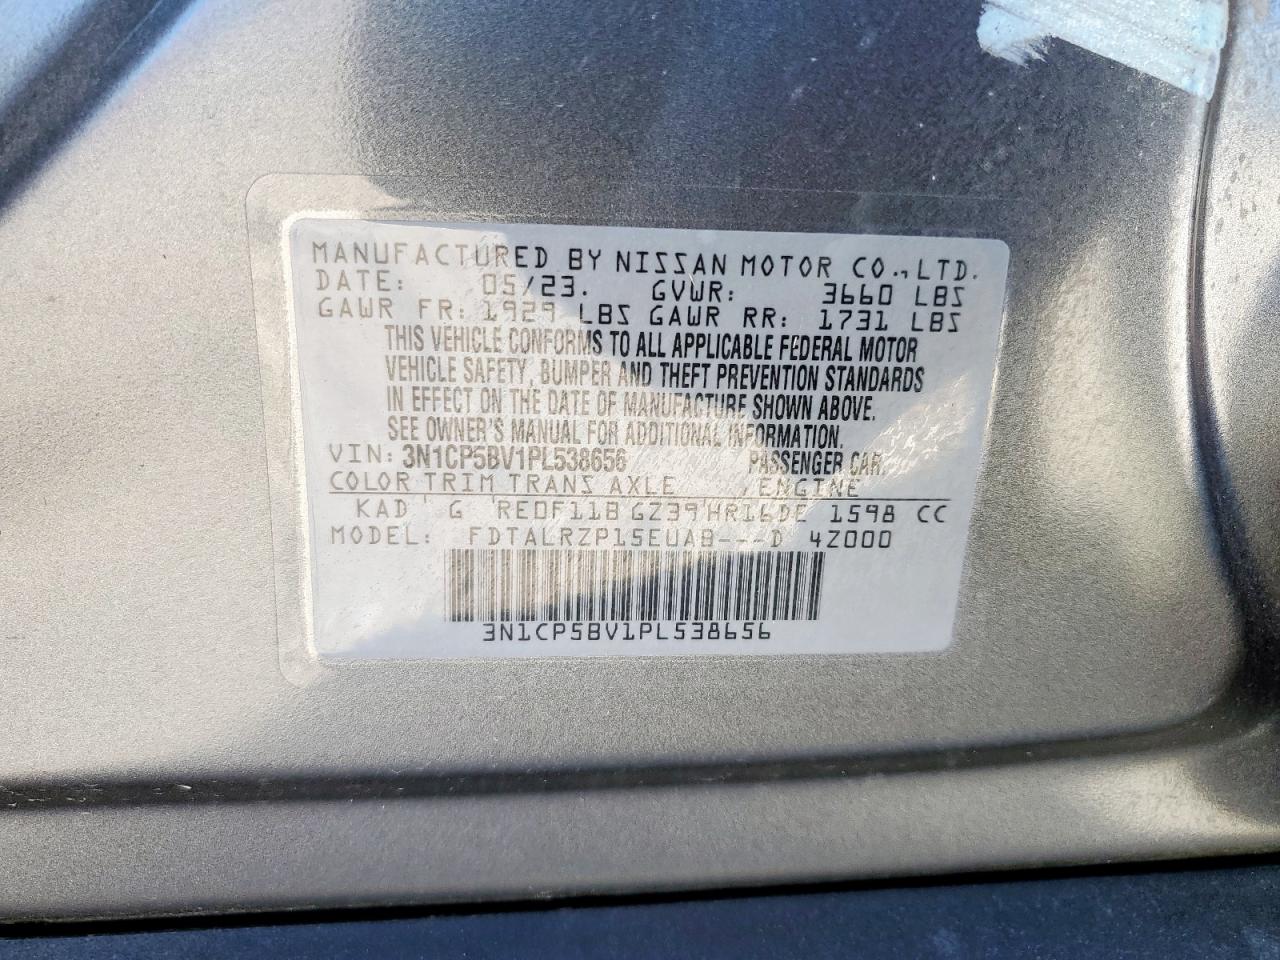 MANUFACTURED BY NISSAN MOTOR CO., LTD.
DATE: 05/23. GVWR: 3660 LBS
GAWR FR: 1929 LBS GAWR RR: 1731 LBS
THIS VEHICLE CONFORMS TO ALL APPLICABLE FEDERAL MOTOR
VEHICLE SAFETY, BUMPER AND THEFT PREVENTION STANDARDS
IN EFFECT ON THE DATE OF MANUFACTURE SHOWN ABOVE.
SEE OWNER'S MANUAL FOR ADDITIONAL INFORMATION.
VIN: 3N1CP5BV1PL538656 PASSENGER CAR
COLOR TRIM TRANS AXLE ENGINE
KAD G RE0F11B GZ39 HR16DE 1598 CC
MODEL: FDTALRZP15EUAB---D 4Z000
3N1CP5BV1PL538656